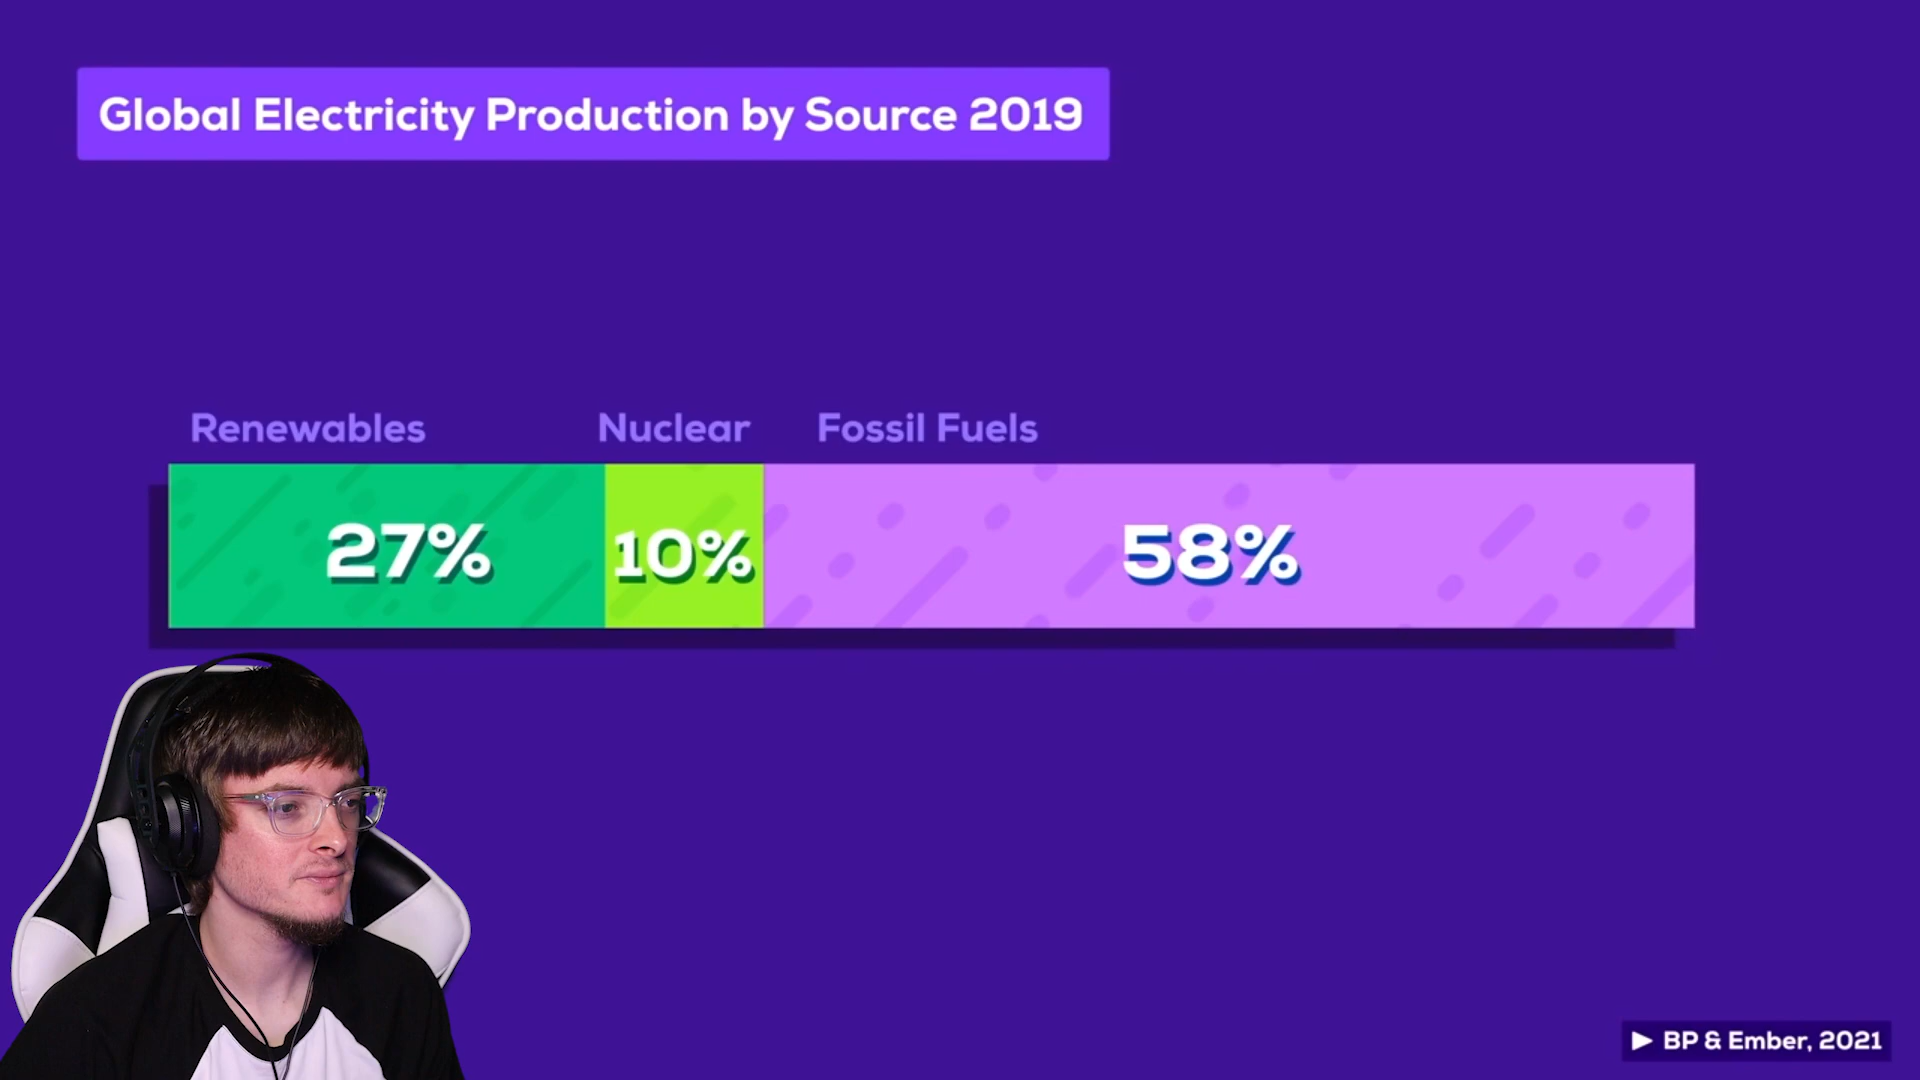 Global Electricity Production by Source 2019
Renewables Nuclear Fossil Fuels
27% 10% 58%
► BP & Ember, 2021